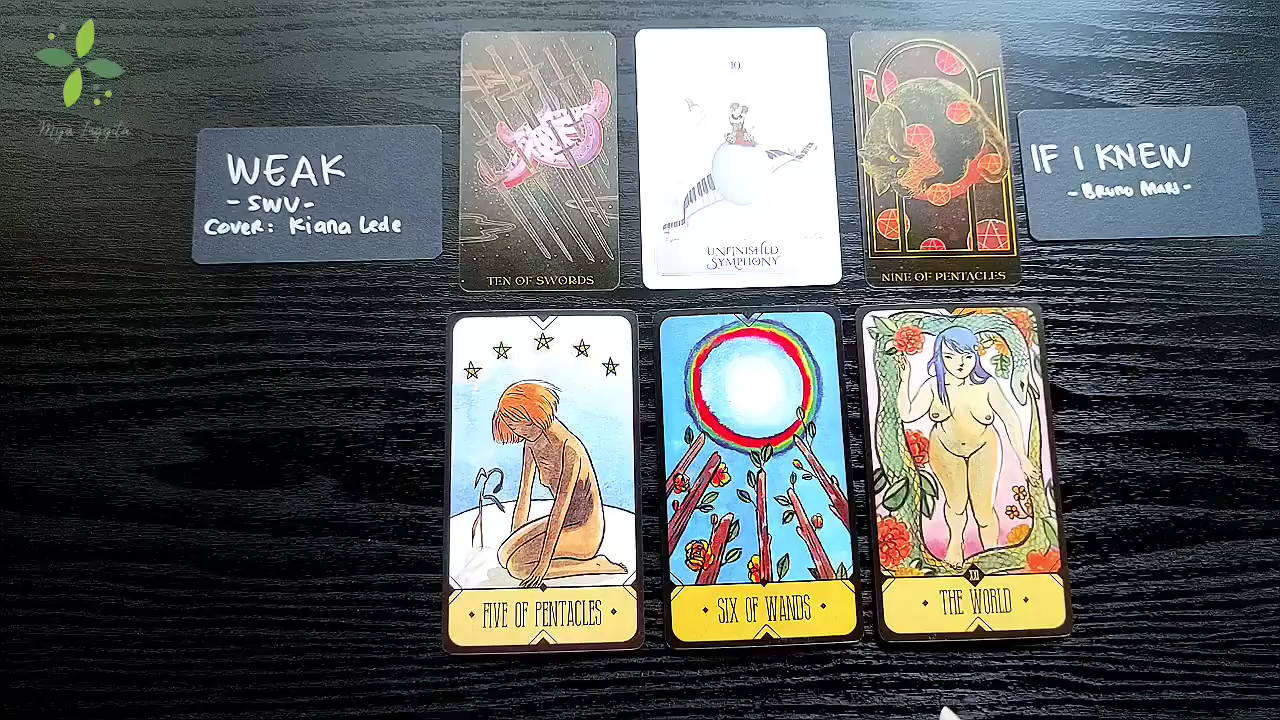 WEAK
- SWV -
COVER: Kiana Lede
TEN OF SWORDS
10
UNFINISHED
SYMPHONY
NINE OF PENTACLES
IF I KNEW
- Bruno Mars -
FIVE OF PENTACLES
SIX OF WANDS
XXI
THE WORLD